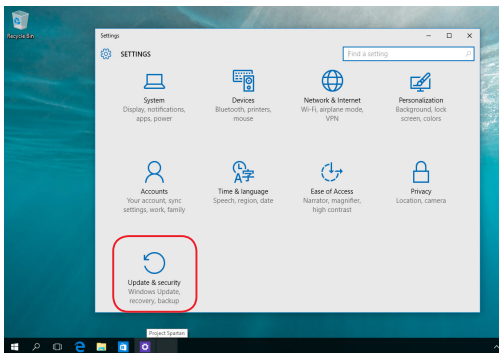 Recycle Bin
Settings
SETTINGS
Find a setting
System
Display, notifications,
apps, power
Devices
Bluetooth, printers,
mouse
Network & Internet
Wi-Fi, airplane mode,
VPN
Personalization
Background, lock
screen, colors
Accounts
Your account, sync
settings, work, family
Time & language
Speech, region, date
Ease of Access
Narrator, magnifier,
high contrast
Privacy
Location, camera
Update & security
Windows Update,
recovery, backup
Project Spartan